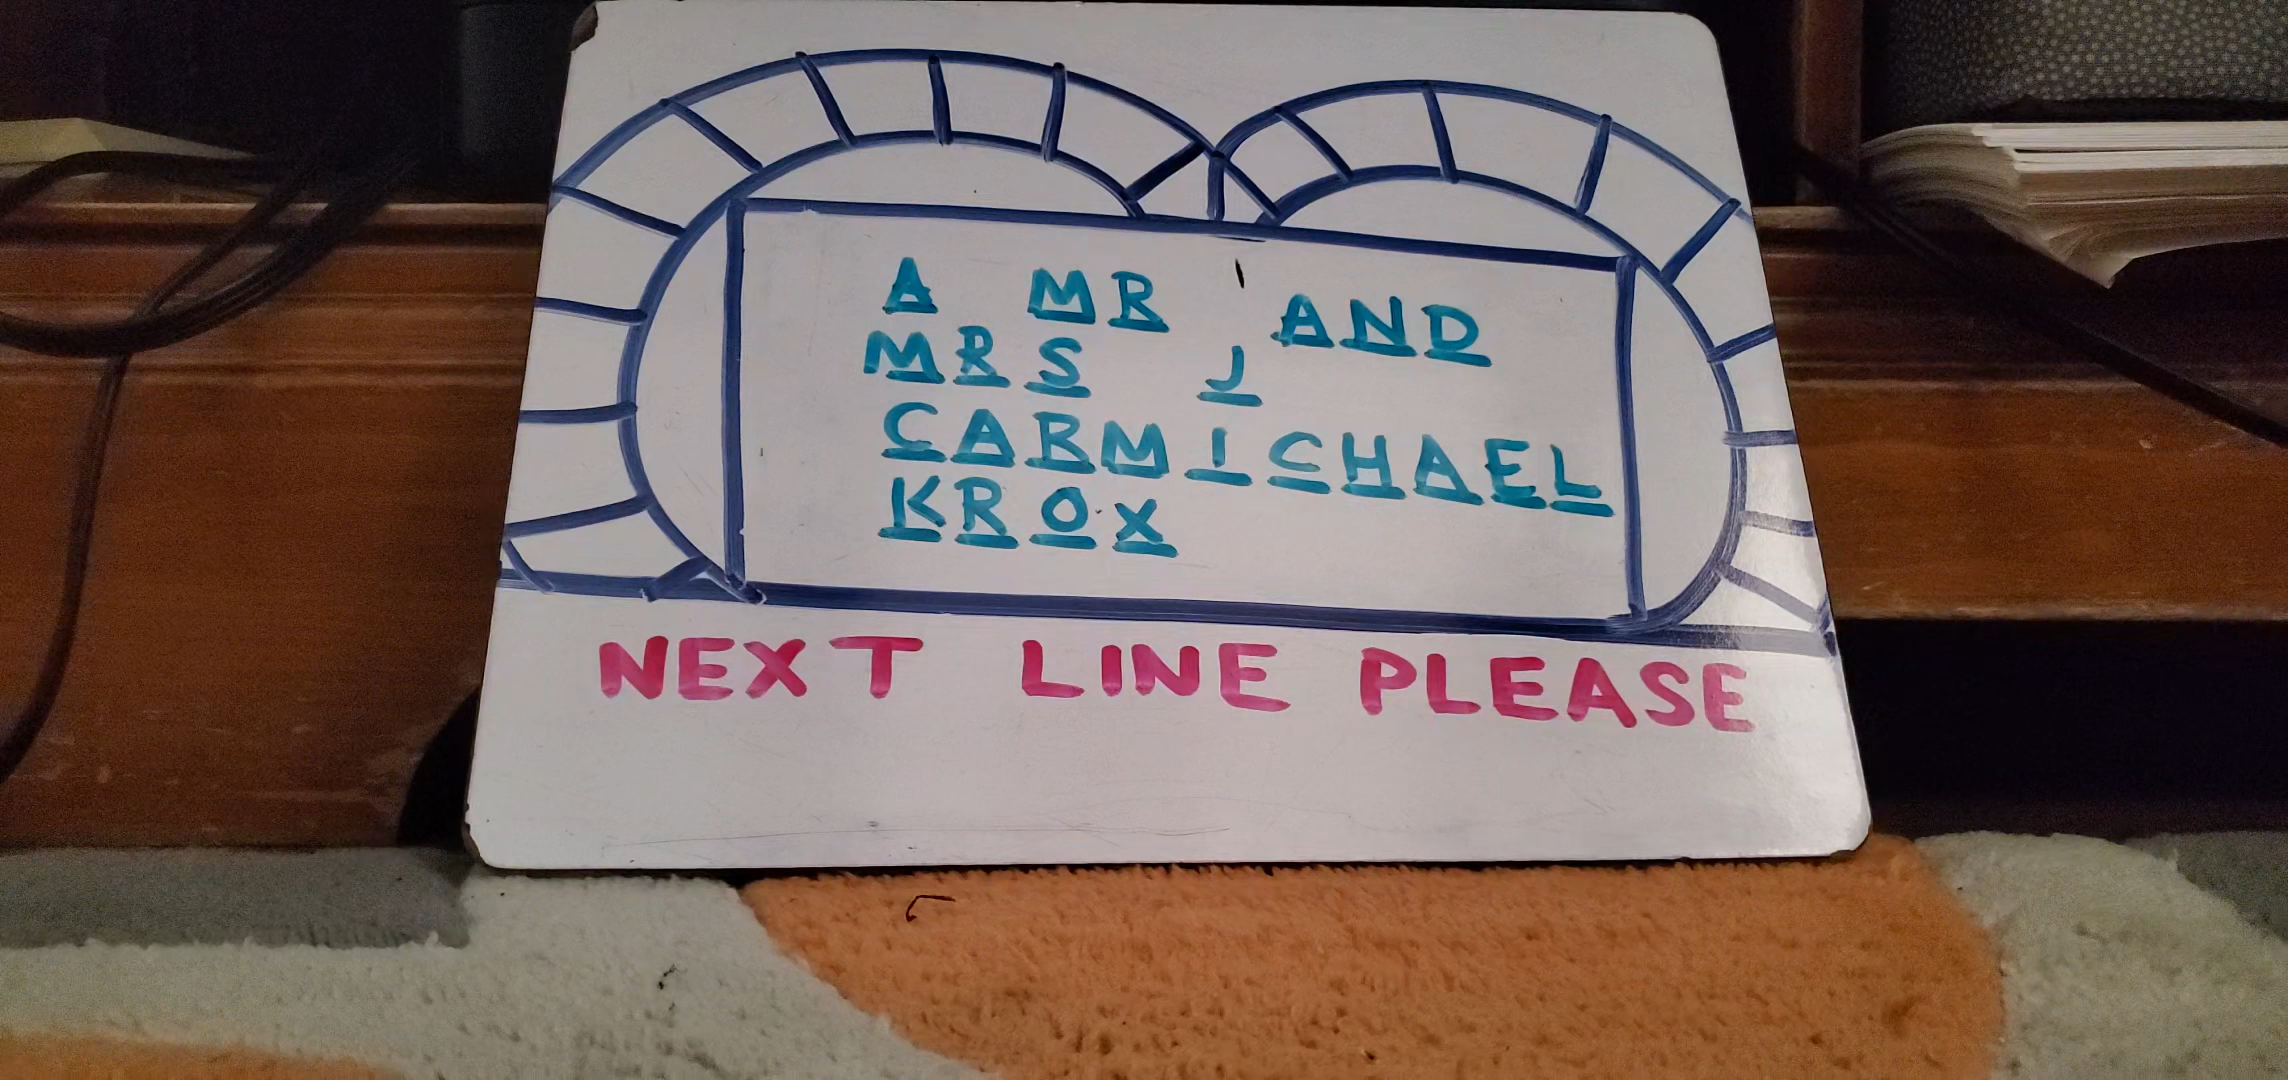 A MR AND
MRS J
CARMICHAEL
KROX
NEXT LINE PLEASE